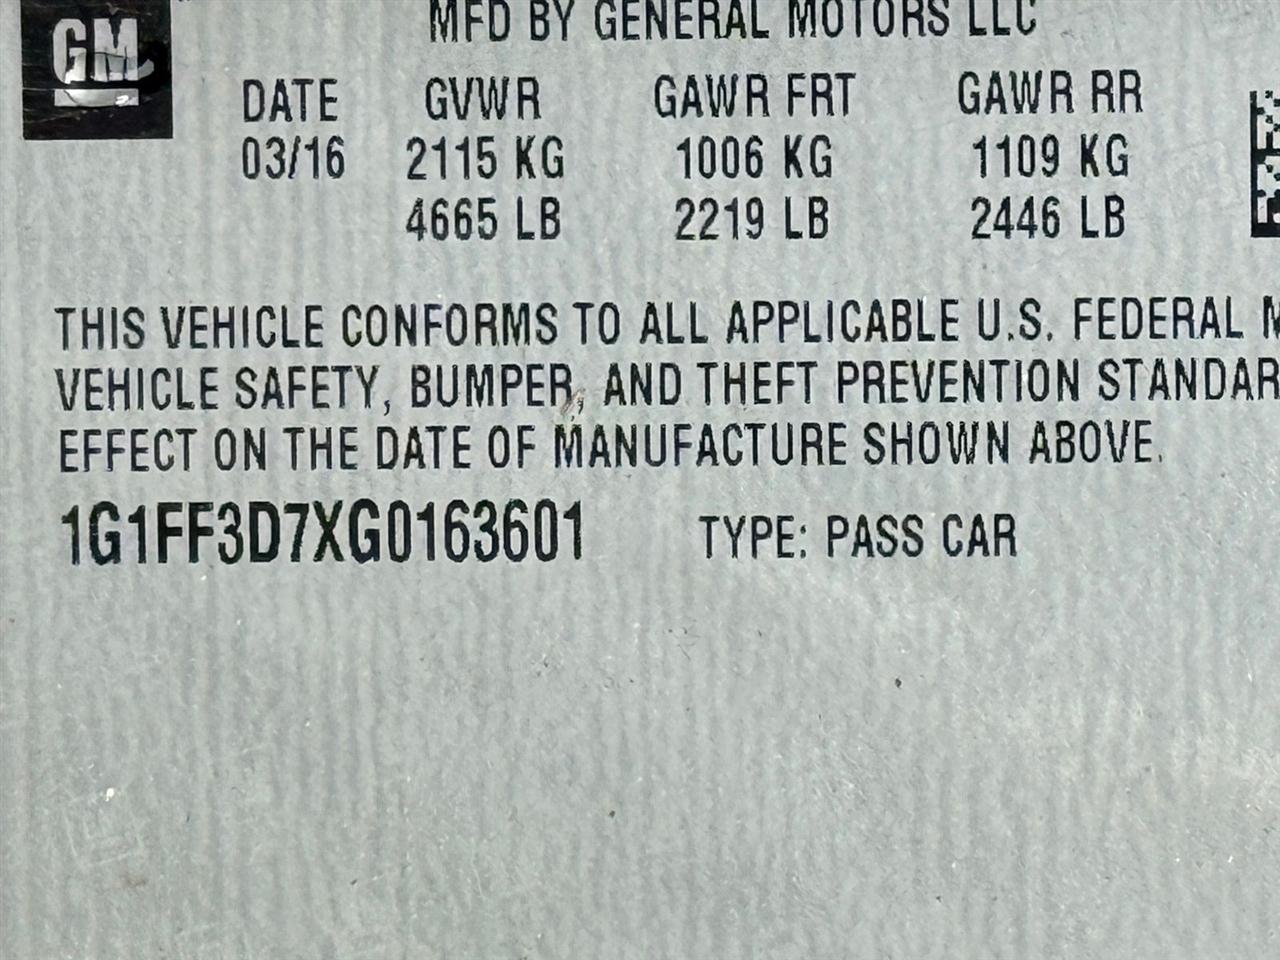 GM
MFD BY GENERAL MOTORS LLC
DATE GVWR GAWR FRT GAWR RR
03/16 2115 KG 1006 KG 1109 KG
4665 LB 2219 LB 2446 LB
THIS VEHICLE CONFORMS TO ALL APPLICABLE U.S. FEDERAL
VEHICLE SAFETY, BUMPER, AND THEFT PREVENTION STANDAR
EFFECT ON THE DATE OF MANUFACTURE SHOWN ABOVE.
1G1FF3D7XG0163601 TYPE: PASS CAR